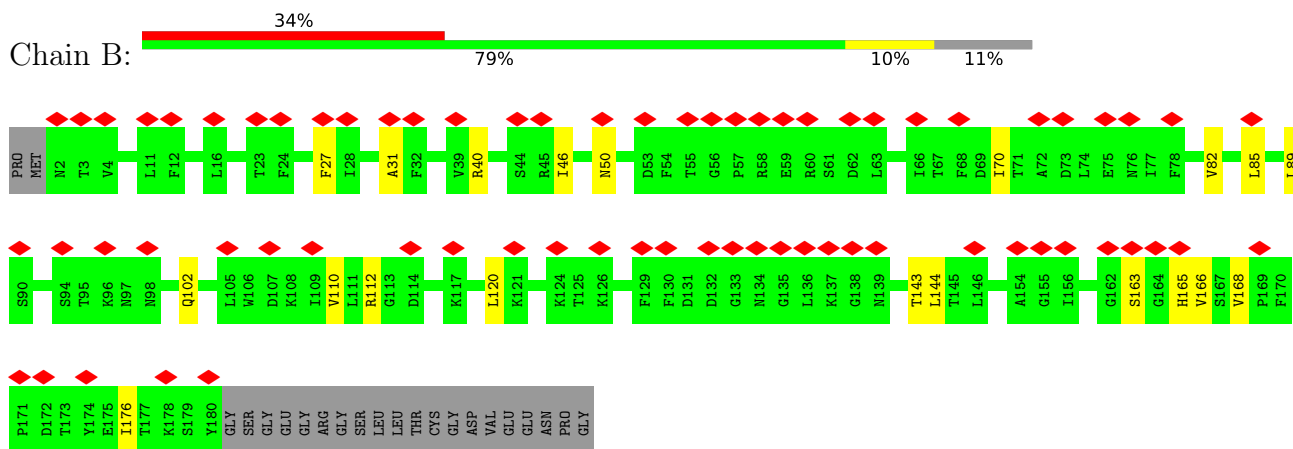 34%
Chain B:
79% 10% 11%
PRO MET N2 T3 V4 L11 F12 L16 T23 F24 F27 I28 A31 F32 V39 R40 S44 R45 I46 N50 D53 F54 T55 G56 P57 R58 E59 R60 S61 D62 L63 I66 T67 F68 D69 I70 T71 A72 D73 L74 E75 N76 I77 F78 V82 L85 L89
S90 S94 T95 K96 N97 N98 Q102 L105 W106 D107 K108 I109 V110 L111 R112 G113 D114 K117 L120 K121 K124 T125 K126 F129 F130 D131 D132 G133 N134 G135 L136 K137 G138 N139 T143 L144 T145 L146 A154 G155 I156 G162 S163 G164 H165 V166 S167 V168 P169 F170
P171 D172 T173 Y174 E175 I176 T177 K178 S179 Y180 GLY SER GLY GLU GLY ARG GLY SER LEU LEU THR CYS GLY ASP VAL GLU GLU ASN PRO GLY